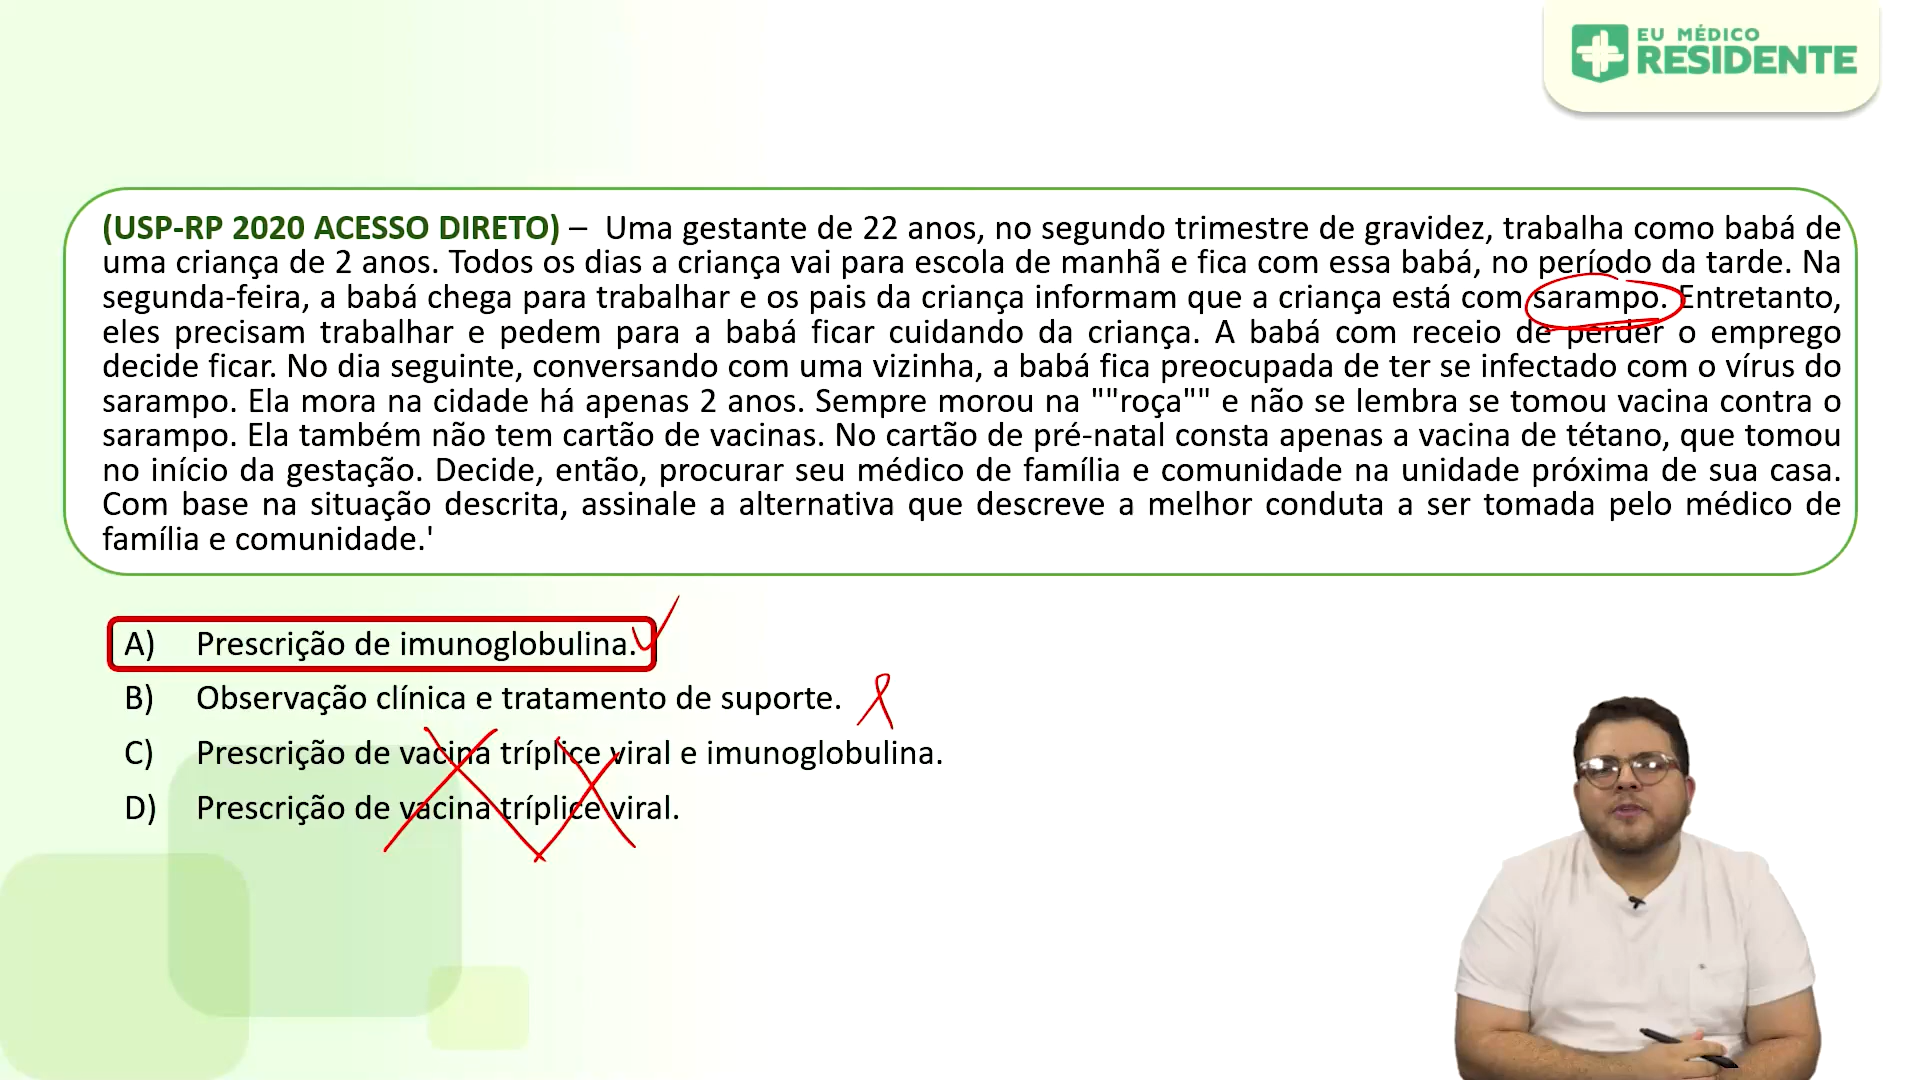 EU MÉDICO
RESIDENTE
(USP-RP 2020 ACESSO DIRETO) – Uma gestante de 22 anos, no segundo trimestre de gravidez, trabalha como babá de
uma criança de 2 anos. Todos os dias a criança vai para escola de manhã e fica com essa babá, no período da tarde. Na
segunda-feira, a babá chega para trabalhar e os pais da criança informam que a criança está com sarampo. Entretanto,
eles precisam trabalhar e pedem para a babá ficar cuidando da criança. A babá com receio de perder o emprego
decide ficar. No dia seguinte, conversando com uma vizinha, a babá fica preocupada de ter se infectado com o vírus do
sarampo. Ela mora na cidade há apenas 2 anos. Sempre morou na ""roça"" e não se lembra se tomou vacina contra o
sarampo. Ela também não tem cartão de vacinas. No cartão de pré-natal consta apenas a vacina de tétano, que tomou
no início da gestação. Decide, então, procurar seu médico de família e comunidade na unidade próxima de sua casa.
Com base na situação descrita, assinale a alternativa que descreve a melhor conduta a ser tomada pelo médico de
família e comunidade.'
A) Prescrição de imunoglobulina.
B) Observação clínica e tratamento de suporte.
C) Prescrição de vacina tríplice viral e imunoglobulina.
D) Prescrição de vacina tríplice viral.